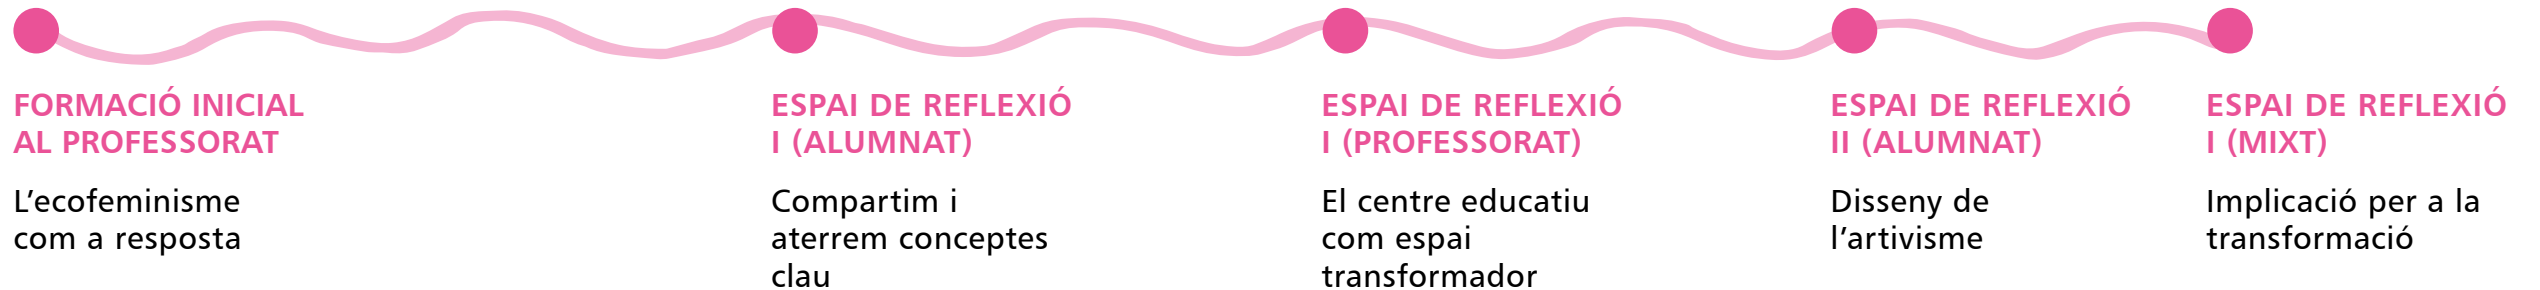 FORMACIÓ INICIAL
AL PROFESSORAT
L’ecofeminisme
com a resposta
ESPAI DE REFLEXIÓ
I (ALUMNAT)
Compartim i
aterrem conceptes
clau
ESPAI DE REFLEXIÓ
I (PROFESSORAT)
El centre educatiu
com espai
transformador
ESPAI DE REFLEXIÓ
II (ALUMNAT)
Disseny de
l’artivisme
ESPAI DE REFLEXIÓ
I (MIXT)
Implicació per a la
transformació